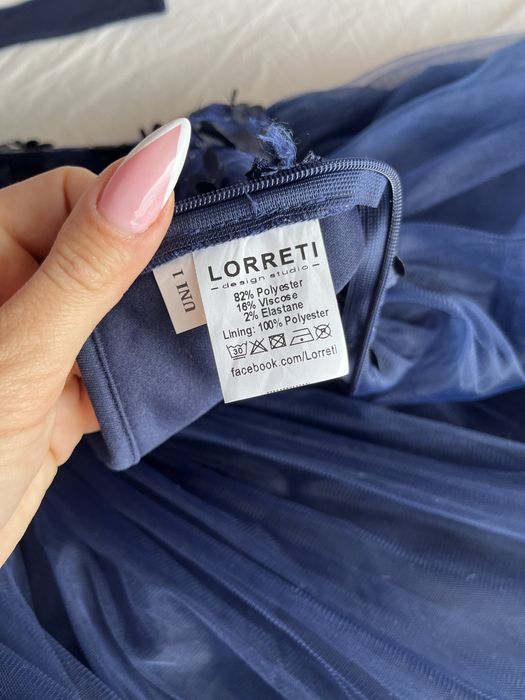 LORRETI
design studio
82% Polyester
16% Viscose
2% Elastane
Lining: 100% Polyester
30
facebook.com/Lorreti
UNI 1